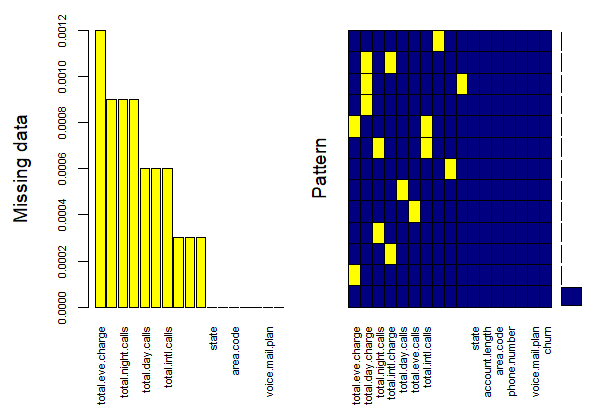 Missing data
0.0012
0.0010
0.0008
0.0006
0.0004
0.0002
0.0000
total.eve.charge
total.night.calls
total.day.calls
total.intl.calls
state
area.code
voice.mail.plan
Pattern
total.eve.charge
total.day.charge
total.night.calls
total.intl.charge
total.day.calls
total.eve.calls
total.intl.calls
state
account.length
area.code
phone.number
voice.mail.plan
churn